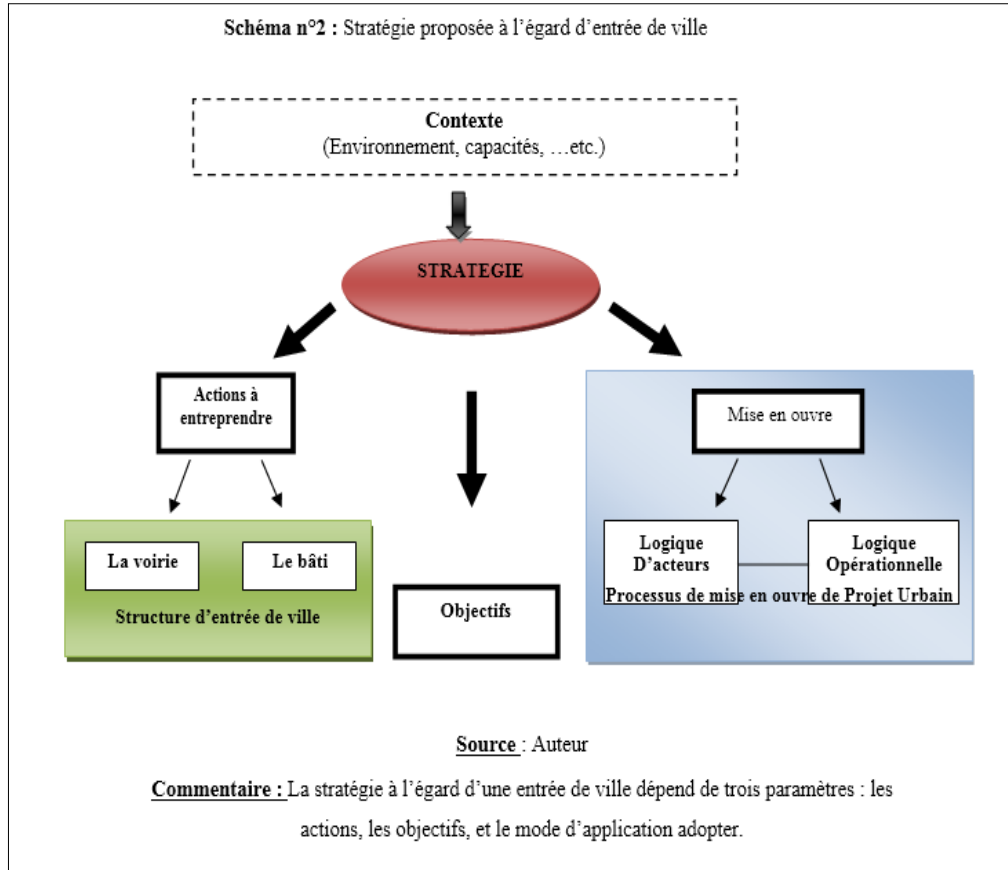 Schéma n°2 : Stratégie proposée à l'égard d'entrée de ville
Contexte
(Environnement, capacités, …etc.)
STRATEGIE
Actions à
entreprendre
Mise en ouvre
La voirie
Le bâti
Structure d'entrée de ville
Objectifs
Logique
D'acteurs
Logique
Opérationnelle
Processus de mise en ouvre de Projet Urbain
Source : Auteur
Commentaire : La stratégie à l'égard d'une entrée de ville dépend de trois paramètres : les
actions, les objectifs, et le mode d'application adopter.